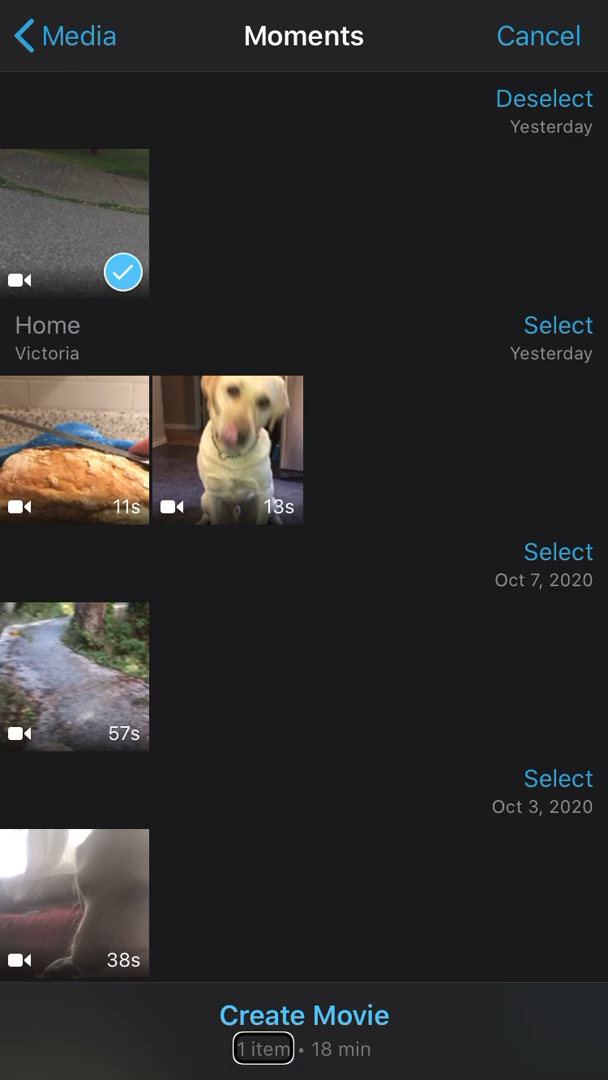 Media Moments Cancel
Deselect
Yesterday
Home Select
Victoria Yesterday
11s 13s
Select
Oct 7, 2020
57s
Select
Oct 3, 2020
38s
Create Movie
1 item • 18 min